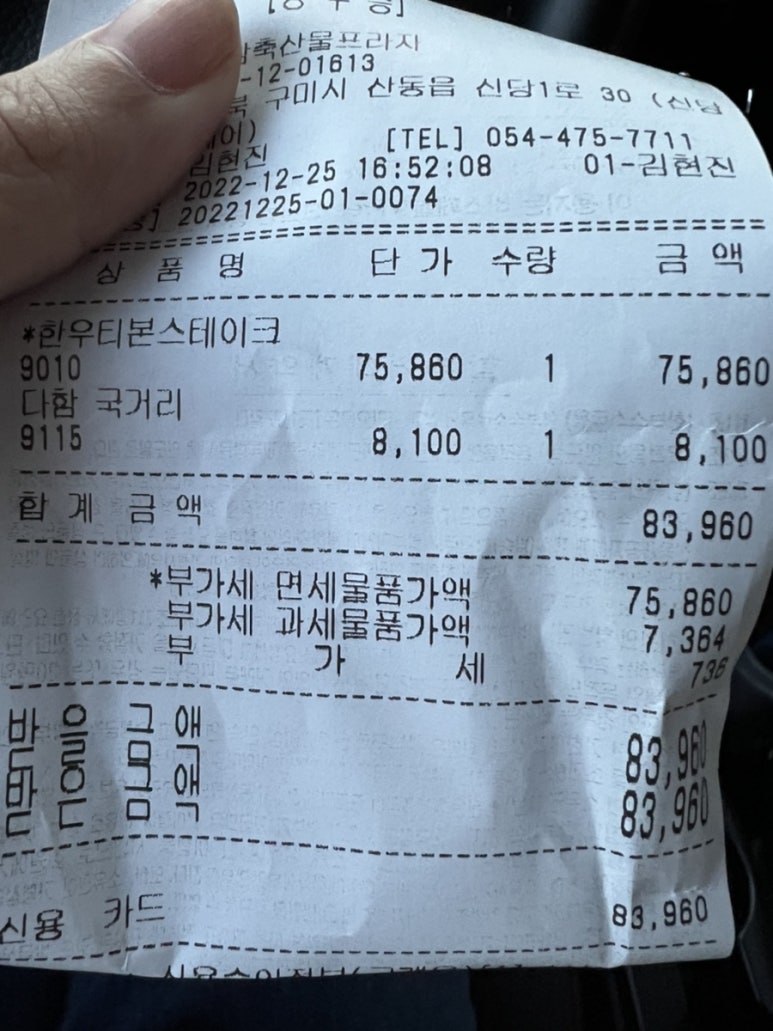 축산물프라자
-12-01613
구미시 산동읍 신당1로 30 (신당
[TEL] 054-475-7711
김현진
2022-12-25 16:52:08 01-김현진
] 20221225-01-0074
상 품 명 단 가 수량 금 액
*한우티본스테이크
9010 75,860 1 75,860
다함 국거리
9115 8,100 1 8,100
합 계 금 액 83,960
*부가세 면세물품가액 75,860
부가세 과세물품가액 7,364
부 가 세 736
받 을 금 액 83,960
받 은 금 액 83,960
신용 카드 83,960